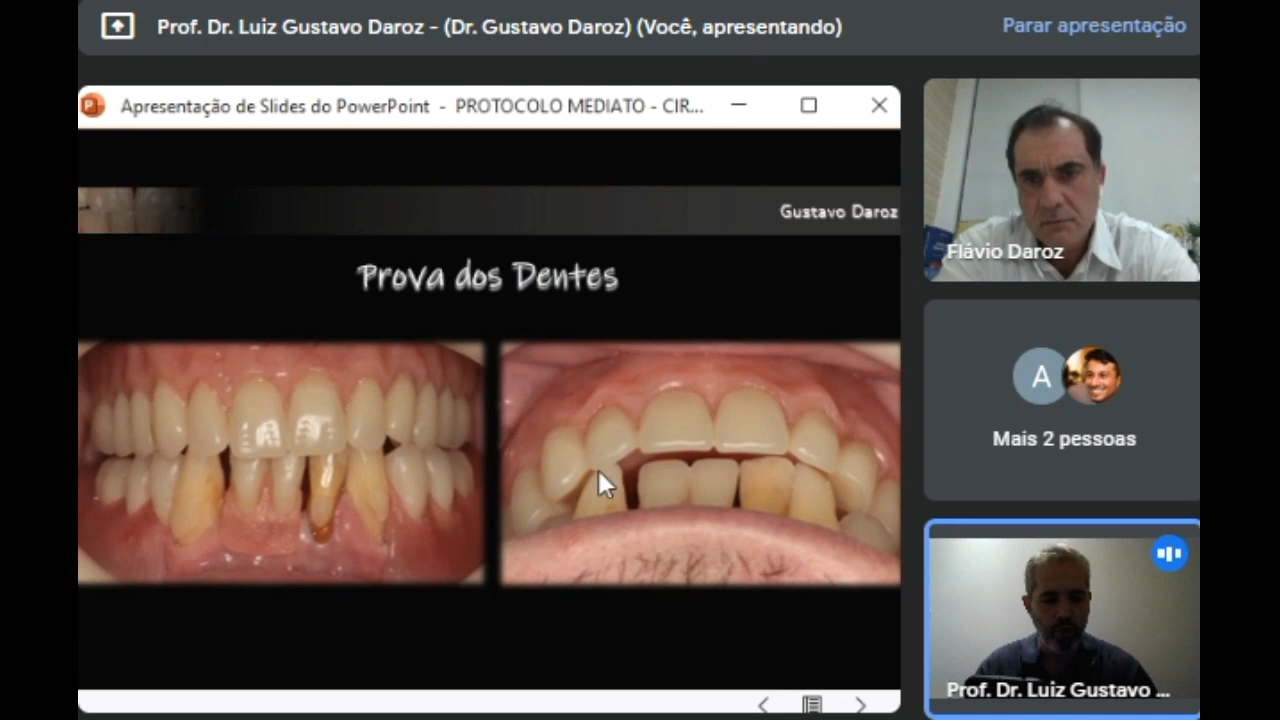 Prof. Dr. Luiz Gustavo Daroz - (Dr. Gustavo Daroz) (Você, apresentando)
Parar apresentação
Apresentação de Slides do PowerPoint - PROTOCOLO MEDIATO - CIR...
Gustavo Daroz
Prova dos Dentes
Flávio Daroz
A
Mais 2 pessoas
Prof. Dr. Luiz Gustavo ...